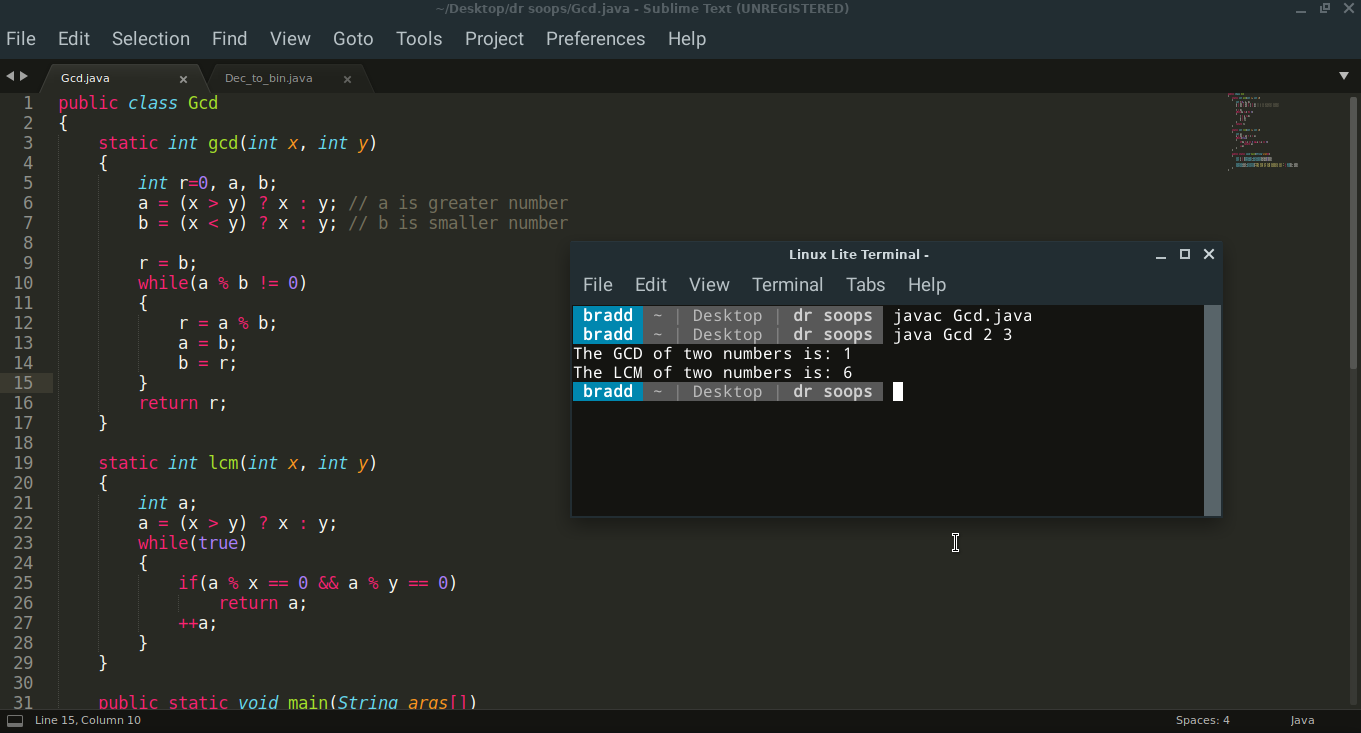 ~/Desktop/dr soops/Gcd.java - Sublime Text (UNREGISTERED)
File Edit Selection Find View Goto Tools Project Preferences Help
Gcd.java × Dec_to_bin.java ×
1 public class Gcd
2 {
3     static int gcd(int x, int y)
4     {
5         int r=0, a, b;
6         a = (x > y) ? x : y; // a is greater number
7         b = (x < y) ? x : y; // b is smaller number
8
9         r = b;
10         while(a % b != 0)
11         {
12             r = a % b;
13             a = b;
14             b = r;
15         }
16         return r;
17     }
18
19     static int lcm(int x, int y)
20     {
21         int a;
22         a = (x > y) ? x : y;
23         while(true)
24         {
25             if(a % x == 0 && a % y == 0)
26                 return a;
27             ++a;
28         }
29     }
30
31     public static void main(String args[])
Linux Lite Terminal -
File Edit View Terminal Tabs Help
bradd ~ | Desktop | dr soops javac Gcd.java
bradd ~ | Desktop | dr soops java Gcd 2 3
The GCD of two numbers is: 1
The LCM of two numbers is: 6
bradd ~ | Desktop | dr soops
Line 15, Column 10 Spaces: 4 Java